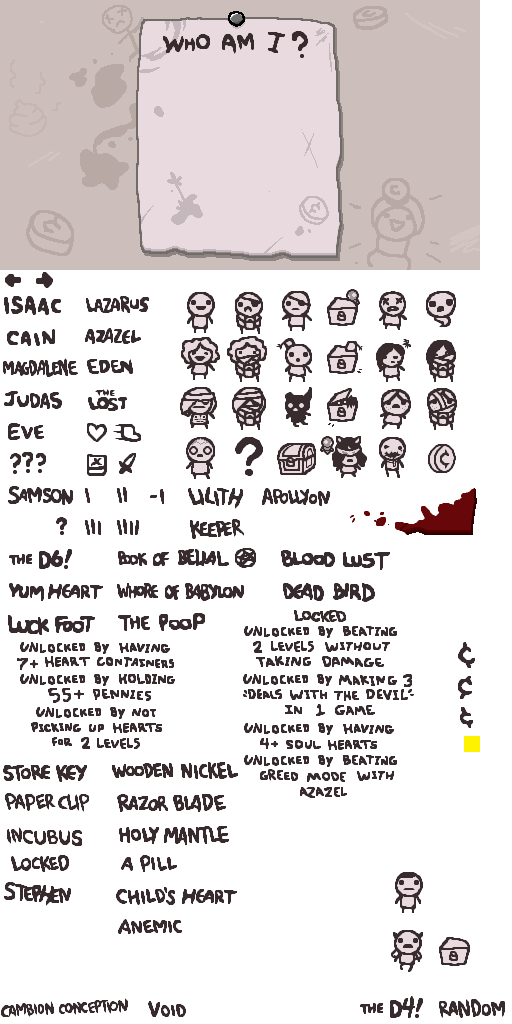 WHO AM I?
ISAAC LAZARUS
CAIN AZAZEL
MAGDALENE EDEN
JUDAS THE LOST
EVE
???
SAMSON I II -1 LILITH APOLLYON
? III IIII KEEPER
THE D6! BOOK OF BELIAL BLOOD LUST
YUM HEART WHORE OF BABYLON DEAD BIRD
LUCK FOOT THE POOP
LOCKED
UNLOCKED BY HAVING
7+ HEART CONTAINERS
UNLOCKED BY HOLDING
55+ PENNIES
UNLOCKED BY NOT
PICKING UP HEARTS
FOR 2 LEVELS
UNLOCKED BY BEATING
2 LEVELS WITHOUT
TAKING DAMAGE
UNLOCKED BY MAKING 3
"DEALS WITH THE DEVIL"
IN 1 GAME
UNLOCKED BY HAVING
4+ SOUL HEARTS
UNLOCKED BY BEATING
GREED MODE WITH
AZAZEL
¢
¢
¢
STORE KEY WOODEN NICKEL
PAPER CLIP RAZOR BLADE
INCUBUS HOLY MANTLE
LOCKED A PILL
STEPHEN CHILD'S HEART
ANEMIC
CAMBION CONCEPTION VOID THE D4! RANDOM